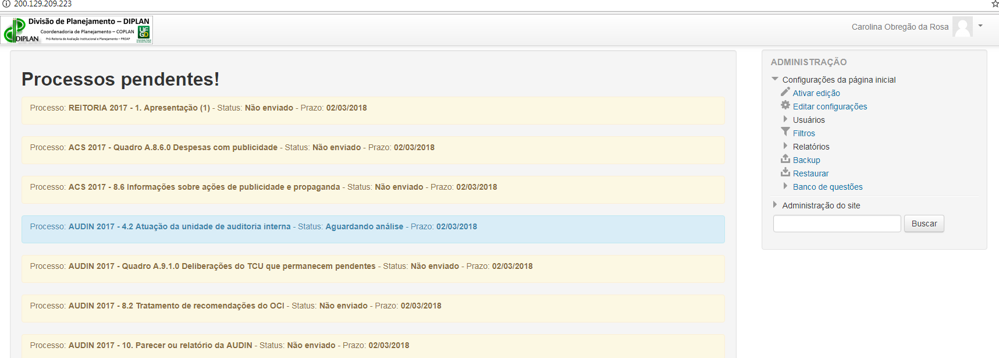 200.129.209.223
Divisão de Planejamento – DIPLAN
Coordenadoria de Planejamento – COPLAN
Pró-Reitoria de Avaliação Institucional e Planejamento – PROAP
DIPLAN
UF
GD
Carolina Obregão da Rosa
Processos pendentes!
Processo: REITORIA 2017 - 1. Apresentação (1) - Status: Não enviado - Prazo: 02/03/2018
Processo: ACS 2017 - Quadro A.8.6.0 Despesas com publicidade - Status: Não enviado - Prazo: 02/03/2018
Processo: ACS 2017 - 8.6 Informações sobre ações de publicidade e propaganda - Status: Não enviado - Prazo: 02/03/2018
Processo: AUDIN 2017 - 4.2 Atuação da unidade de auditoria interna - Status: Aguardando análise - Prazo: 02/03/2018
Processo: AUDIN 2017 - Quadro A.9.1.0 Deliberações do TCU que permanecem pendentes - Status: Não enviado - Prazo: 02/03/2018
Processo: AUDIN 2017 - 8.2 Tratamento de recomendações do OCI - Status: Não enviado - Prazo: 02/03/2018
Processo: AUDIN 2017 - 10. Parecer ou relatório da AUDIN - Status: Não enviado - Prazo: 02/03/2018
ADMINISTRAÇÃO
Configurações da página inicial
Ativar edição
Editar configurações
Usuários
Filtros
Relatórios
Backup
Restaurar
Banco de questões
Administração do site
Buscar